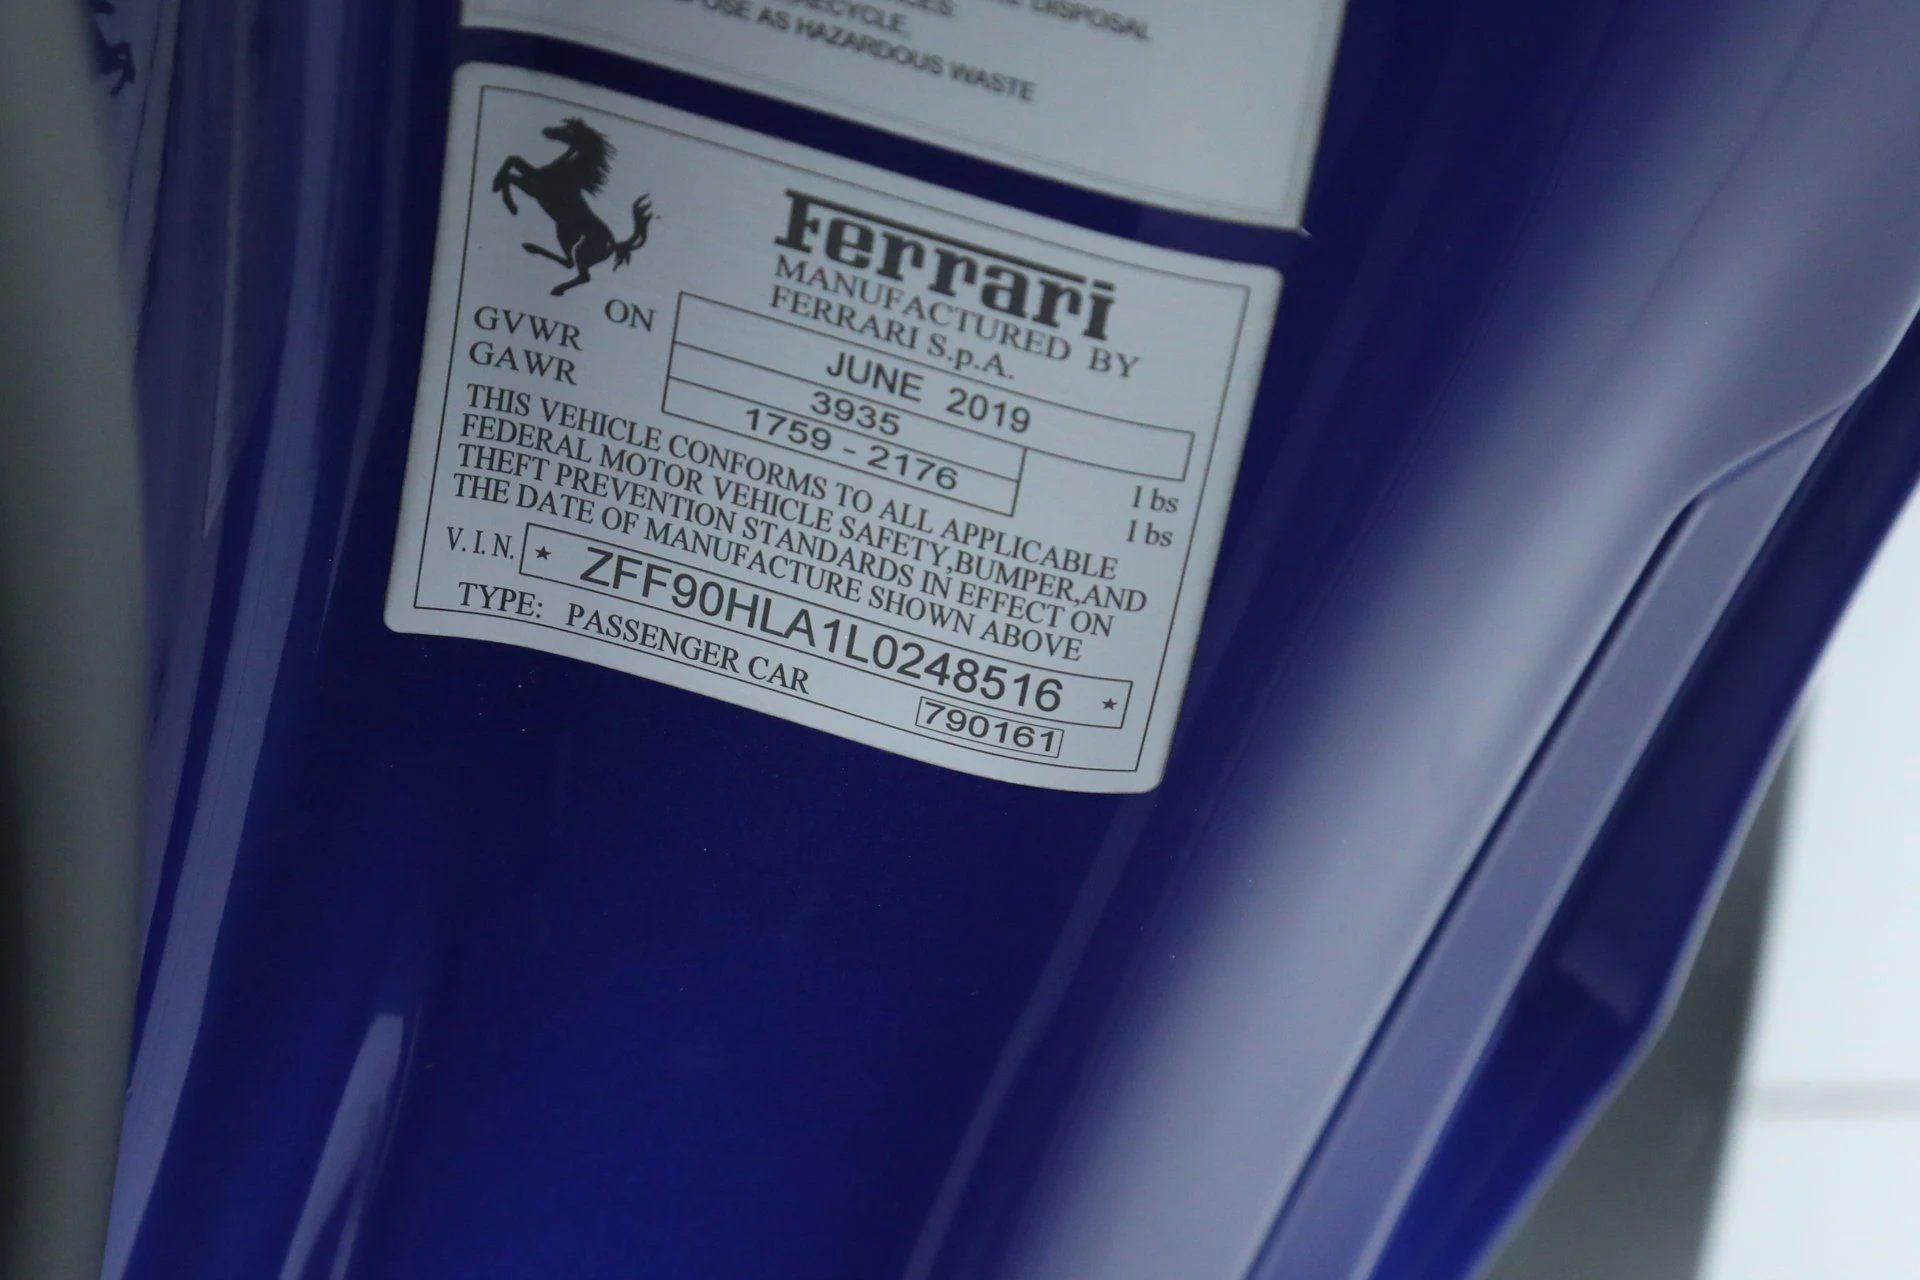 DISPOSAL
RECYCLE,
AS HAZARDOUS WASTE
Ferrari
MANUFACTURED BY
FERRARI S.p.A.
ON JUNE 2019
GVWR 3935 lbs
GAWR 1759 - 2176 lbs
THIS VEHICLE CONFORMS TO ALL APPLICABLE
FEDERAL MOTOR VEHICLE SAFETY,BUMPER,AND
THEFT PREVENTION STANDARDS IN EFFECT ON
THE DATE OF MANUFACTURE SHOWN ABOVE
V.I.N. * ZFF90HLA1L0248516 *
TYPE: PASSENGER CAR 790161